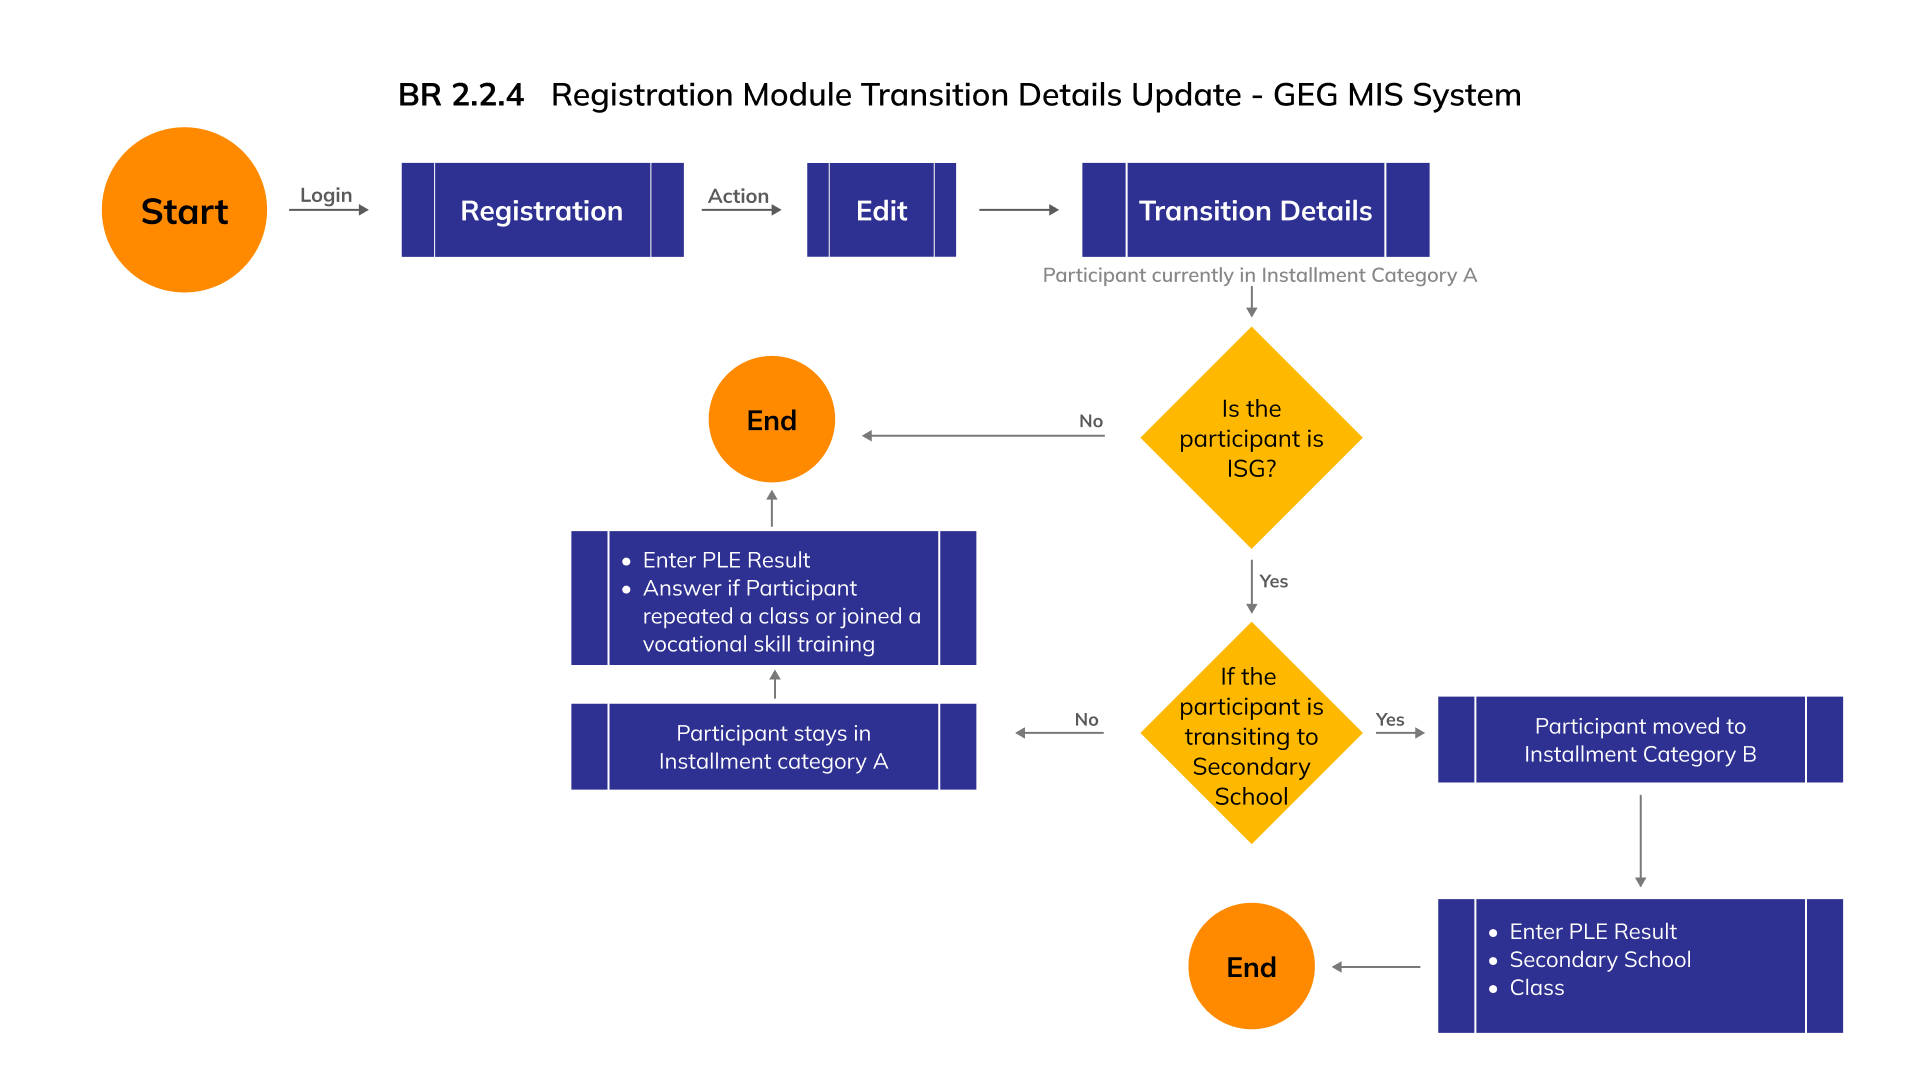 BR 2.2.4 Registration Module Transition Details Update - GEG MIS System
Start
Login
Registration
Action
Edit
Transition Details
Participant currently in Installment Category A
Is the
participant is
ISG?
No
End
Yes
• Enter PLE Result
• Answer if Participant
repeated a class or joined a
vocational skill training
If the
participant is
transiting to
Secondary
School
No
Participant stays in
Installment category A
Yes
Participant moved to
Installment Category B
• Enter PLE Result
• Secondary School
• Class
End